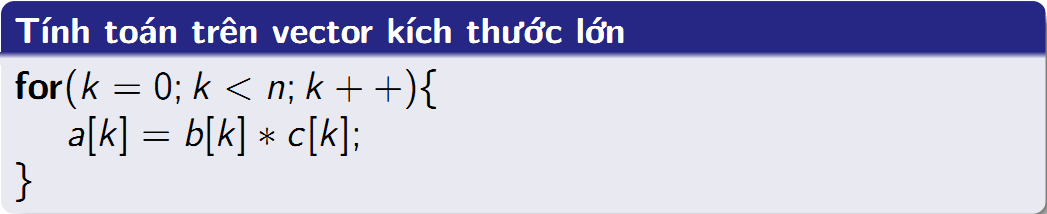 Tính toán trên vector kích thước lớn
for(k = 0; k < n; k + +){
a[k] = b[k] * c[k];
}